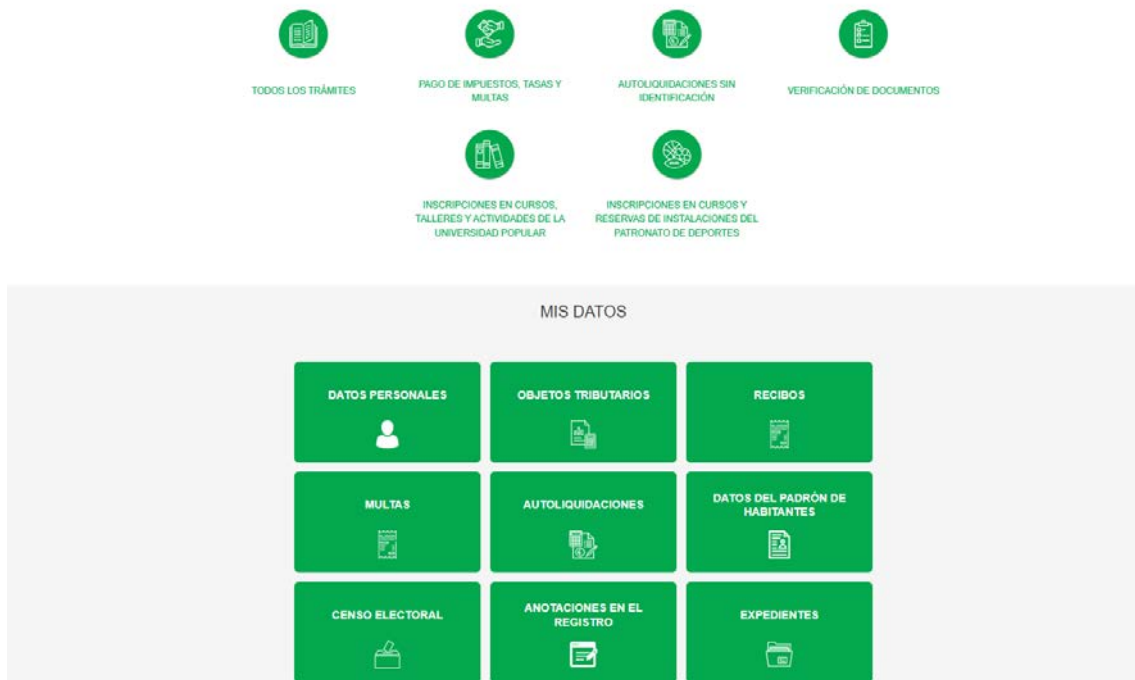 TODOS LOS TRÁMITES
PAGO DE IMPUESTOS, TASAS Y
MULTAS
AUTOLIQUIDACIONES SIN
IDENTIFICACIÓN
VERIFICACIÓN DE DOCUMENTOS
INSCRIPCIONES EN CURSOS,
TALLERES Y ACTIVIDADES DE LA
UNIVERSIDAD POPULAR
INSCRIPCIONES EN CURSOS Y
RESERVAS DE INSTALACIONES DEL
PATRONATO DE DEPORTES
MIS DATOS
DATOS PERSONALES
OBJETOS TRIBUTARIOS
RECIBOS
MULTAS
AUTOLIQUIDACIONES
DATOS DEL PADRÓN DE
HABITANTES
CENSO ELECTORAL
ANOTACIONES EN EL
REGISTRO
EXPEDIENTES